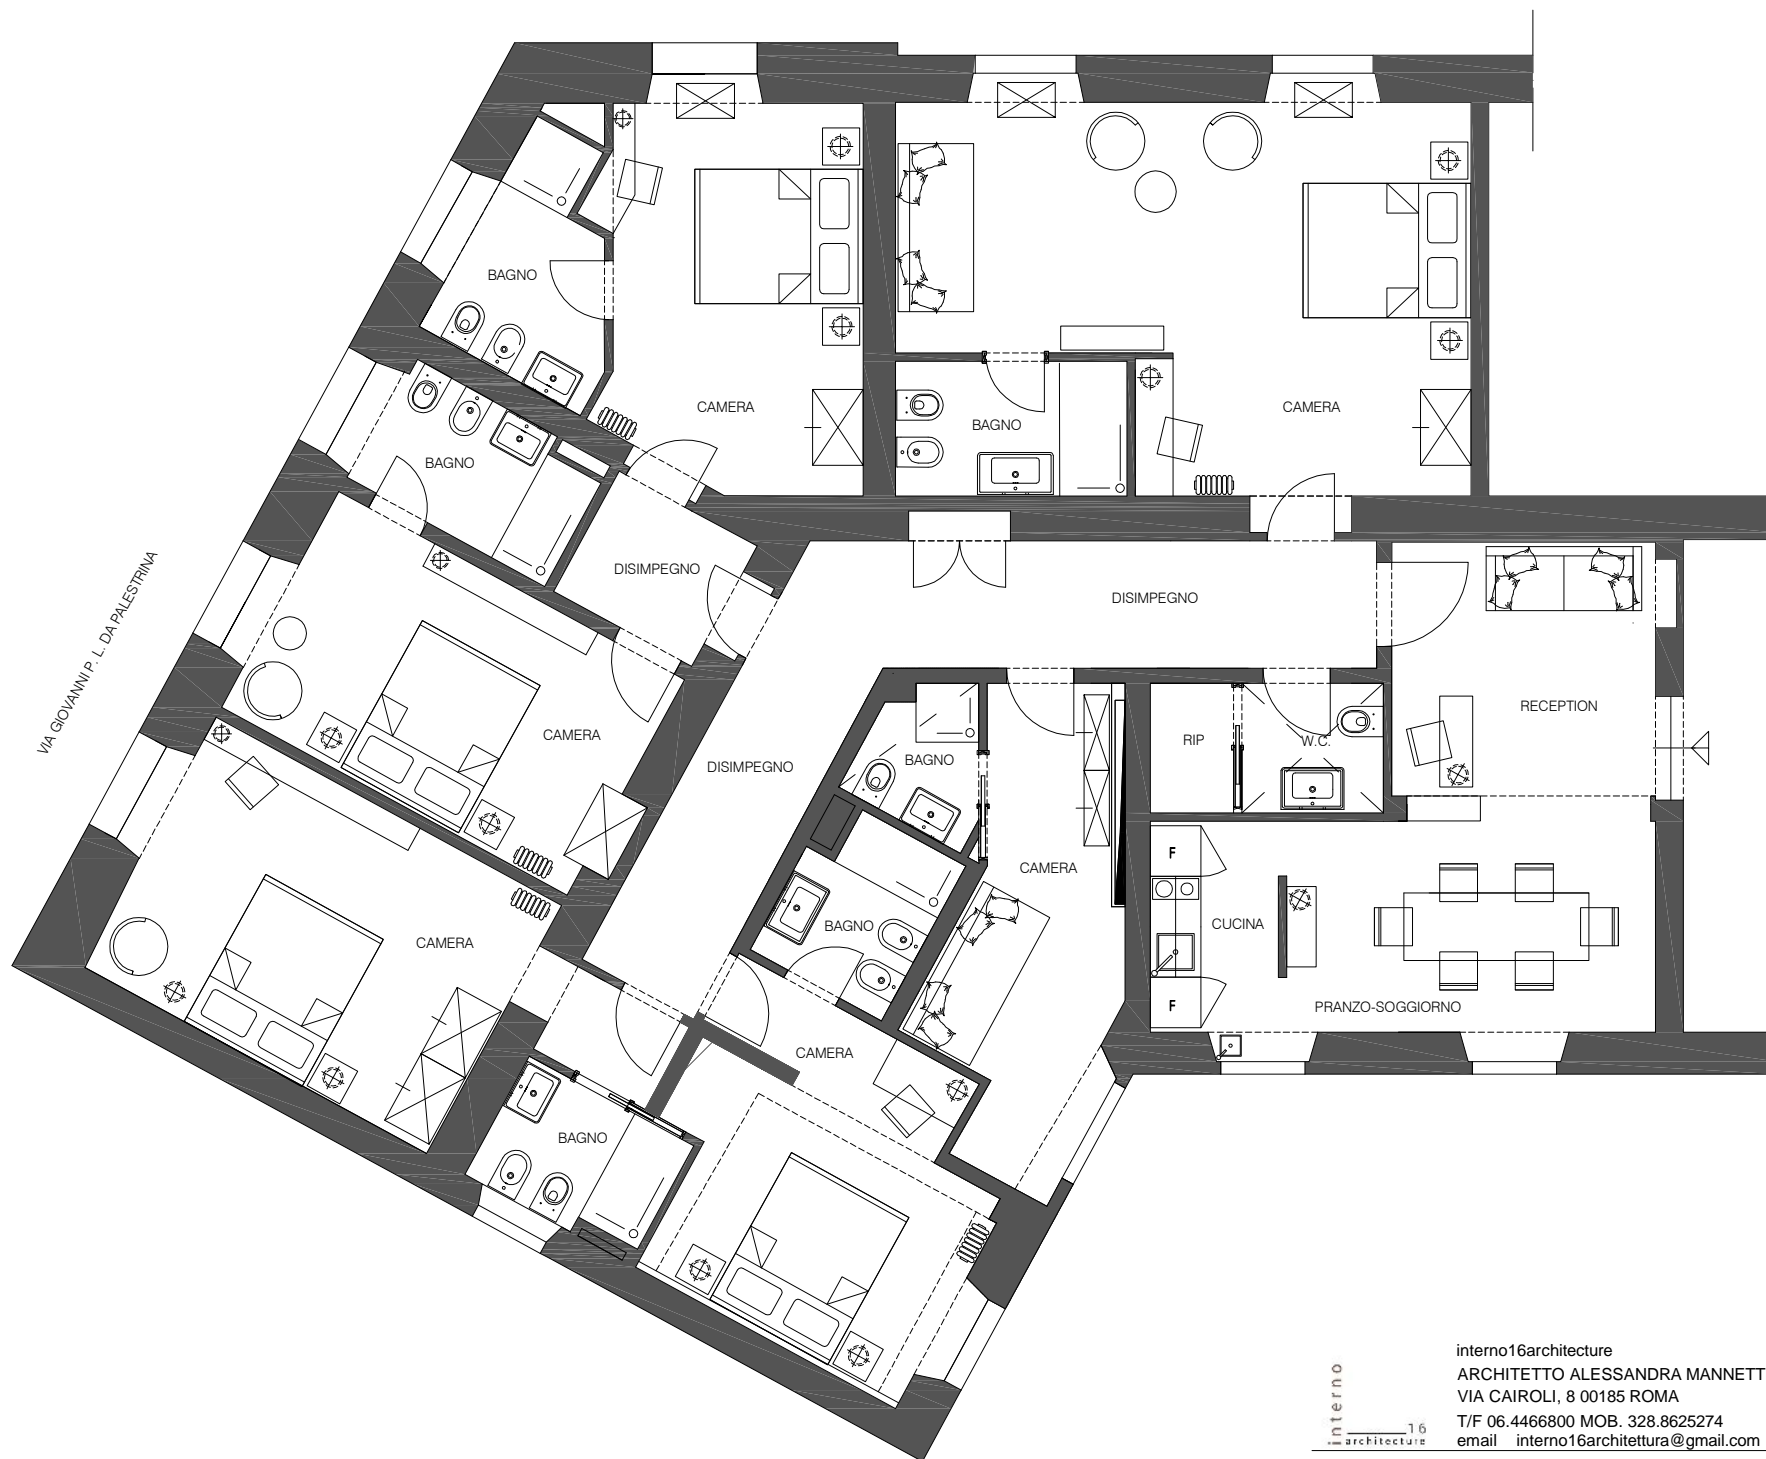 BAGNO
CAMERA
BAGNO
CAMERA
BAGNO
DISIMPEGNO
DISIMPEGNO
VIA GIOVANNI P. L. DA PALESTRINA
CAMERA
DISIMPEGNO
BAGNO
RIP
W.C.
RECEPTION
CAMERA
F
CAMERA
BAGNO
CUCINA
F
PRANZO-SOGGIORNO
CAMERA
BAGNO
interno
16
architecture
interno16architecture
ARCHITETTO ALESSANDRA MANNETT
VIA CAIROLI, 8 00185 ROMA
T/F 06.4466800 MOB. 328.8625274
email interno16architettura@gmail.com